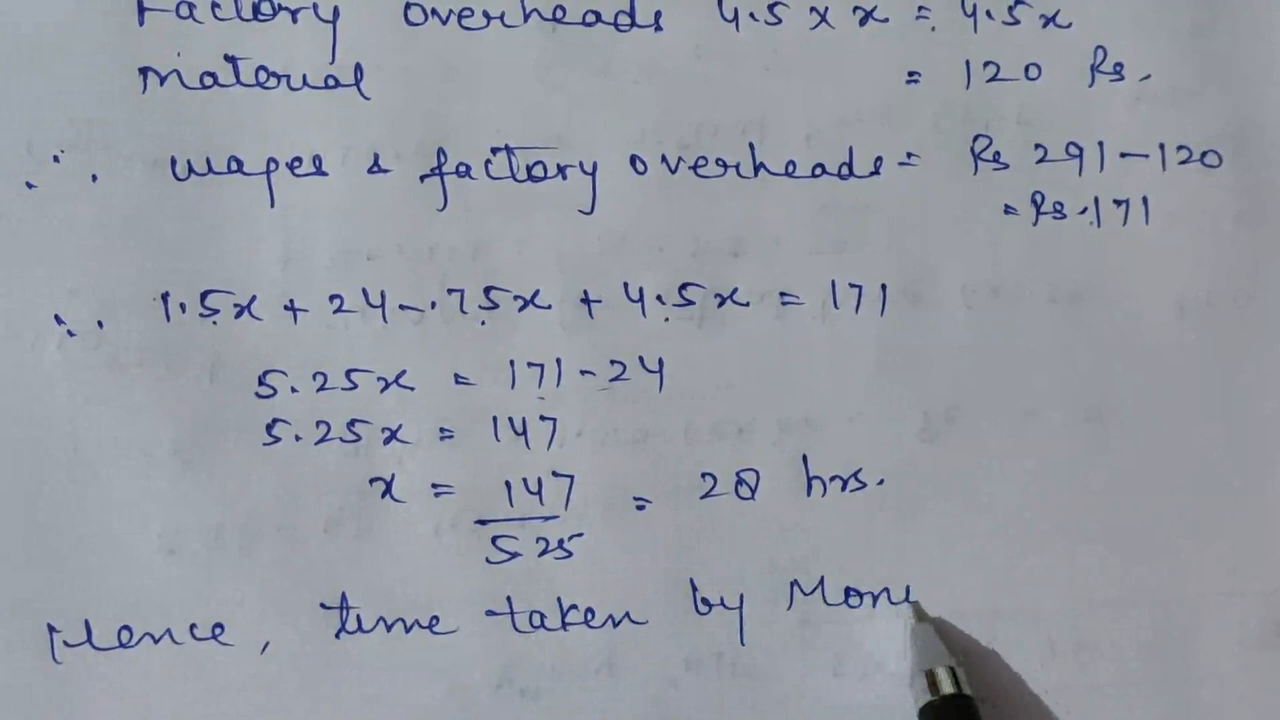 Factory overheads 4.5 x x = 4.5x
material = 120 Rs.
∴ wages & factory overheads = Rs 291-120
= Rs.171
∴ 1.5x + 24-.75x + 4.5x = 171
5.25x = 171-24
5.25x = 147
x = 147/5.25 = 28 hrs.
Hence, time taken by Mon